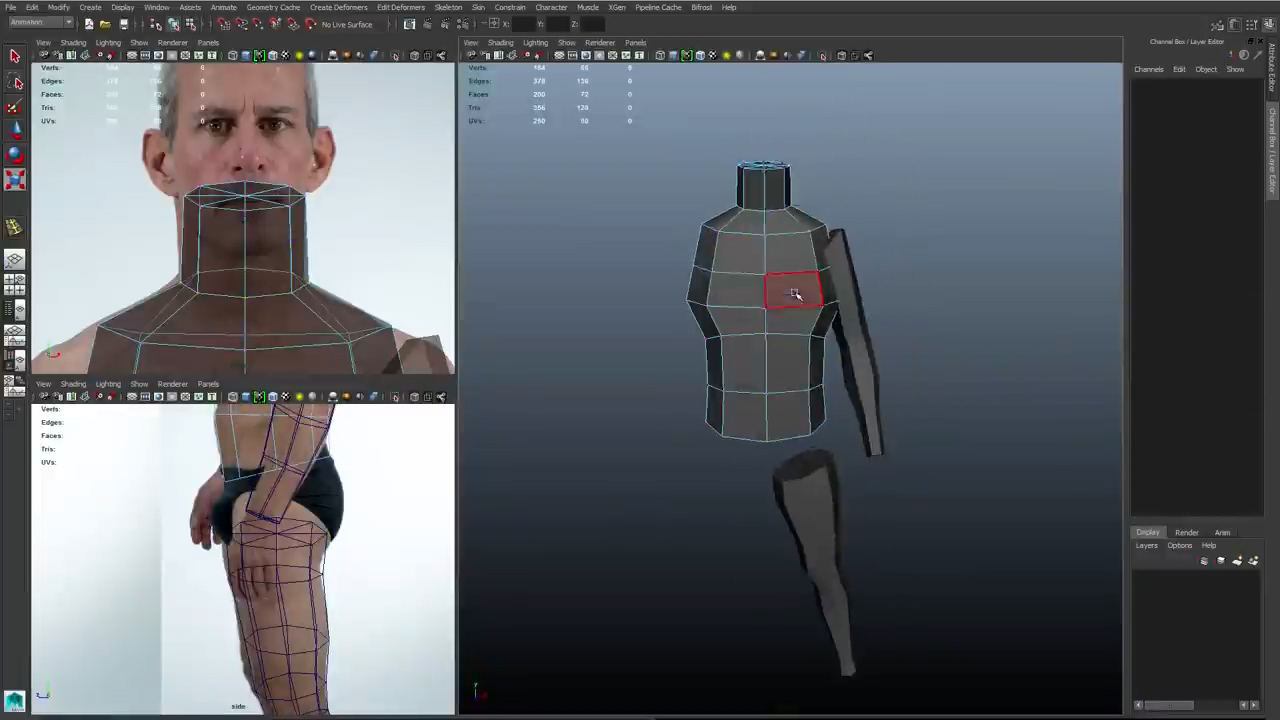 File Edit Modify Create Display Window Assets Animate Geometry Cache Create Deformers Edit Deformers Skeleton Skin Constrain Character Muscle XGen Pipeline Cache Bifrost Help
Animation No Live Surface X: Y: Z:
Channel Box / Layer Editor
View Shading Lighting Show Renderer Panels
View Shading Lighting Show Renderer Panels
Channels Edit Object Show
Attribute Editor
Channel Box / Layer Editor
Verts:
Edges:
Faces:
Tris:
UVs:
Verts: 184 66 0
Edges: 378 136 0
Faces: 200 72 0
Tris: 356 128 0
UVs: 250 80 0
View Shading Lighting Show Renderer Panels
Verts:
Edges:
Faces:
Tris:
UVs:
side
Display Render Anim
Layers Options Help